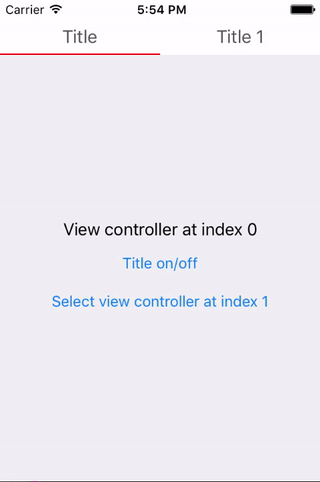 Carrier 5:54 PM
Title Title 1
View controller at index 0
Title on/off
Select view controller at index 1